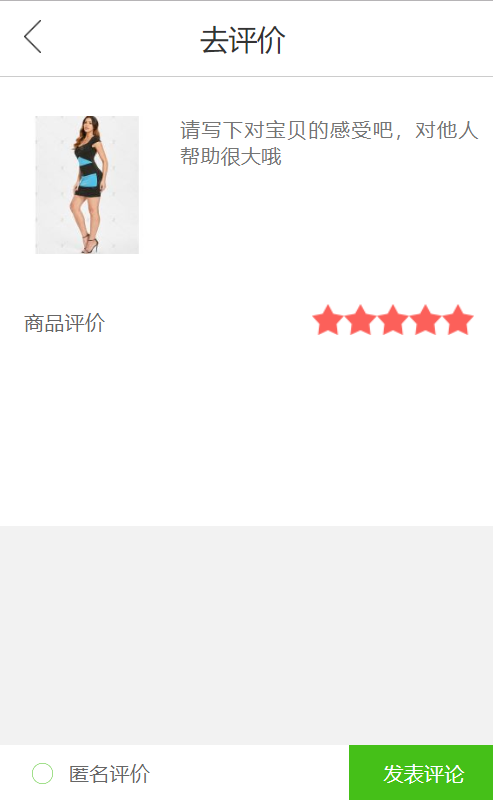 去评价
请写下对宝贝的感受吧，对他人
帮助很大哦
商品评价
匿名评价
发表评论